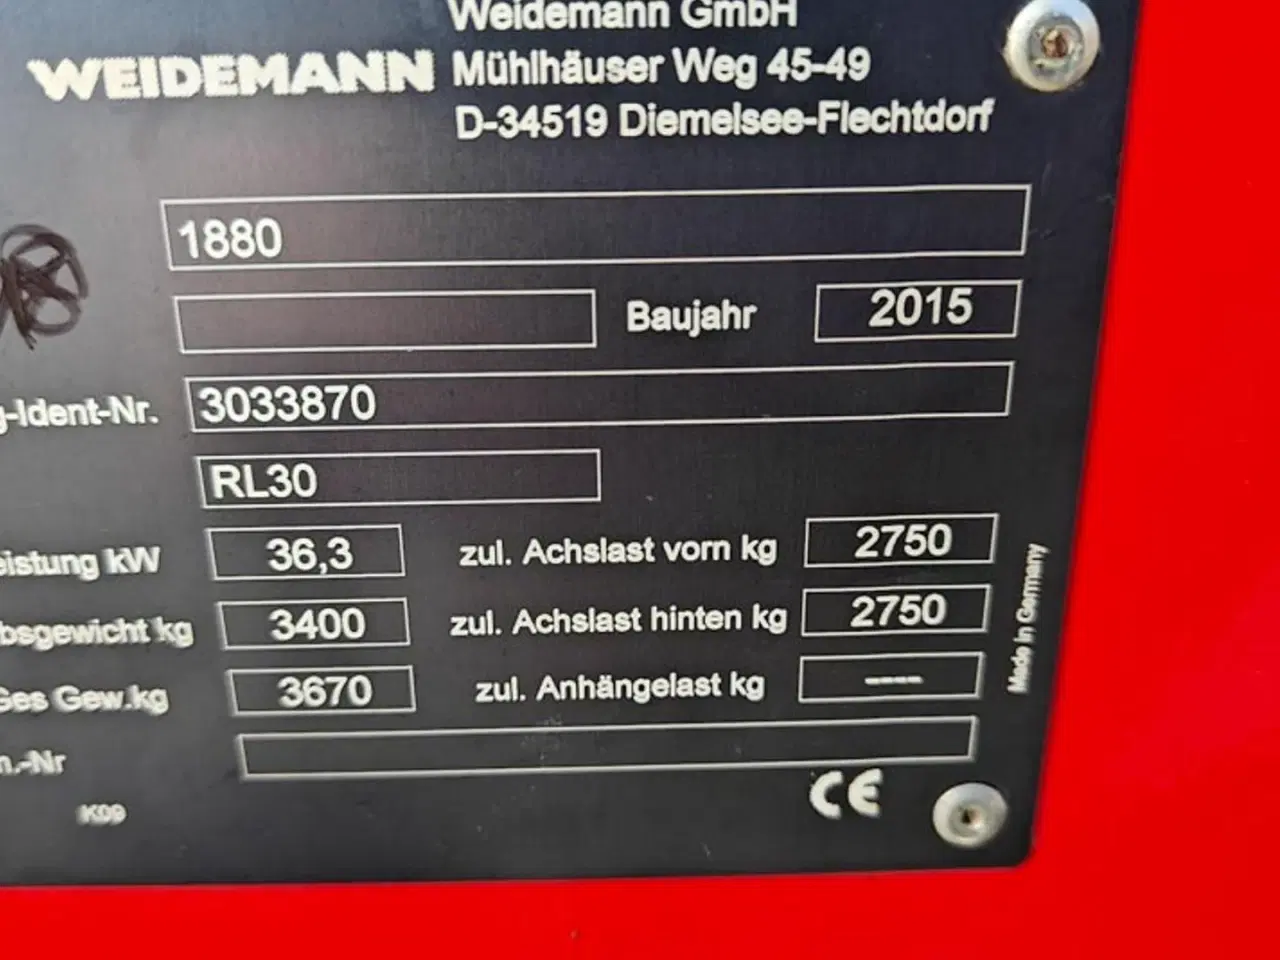 Weidemann GmbH
WEIDEMANN Mühlhäuser Weg 45-49
D-34519 Diemelsee-Flechtdorf
1880
Baujahr 2015
g-Ident-Nr. 3033870
RL30
eistung kW 36,3 zul. Achslast vorn kg 2750
bsgewicht kg 3400 zul. Achslast hinten kg 2750
Ges Gew.kg 3670 zul. Anhängelast kg ----
n.-Nr
K09
CE
Made in Germany